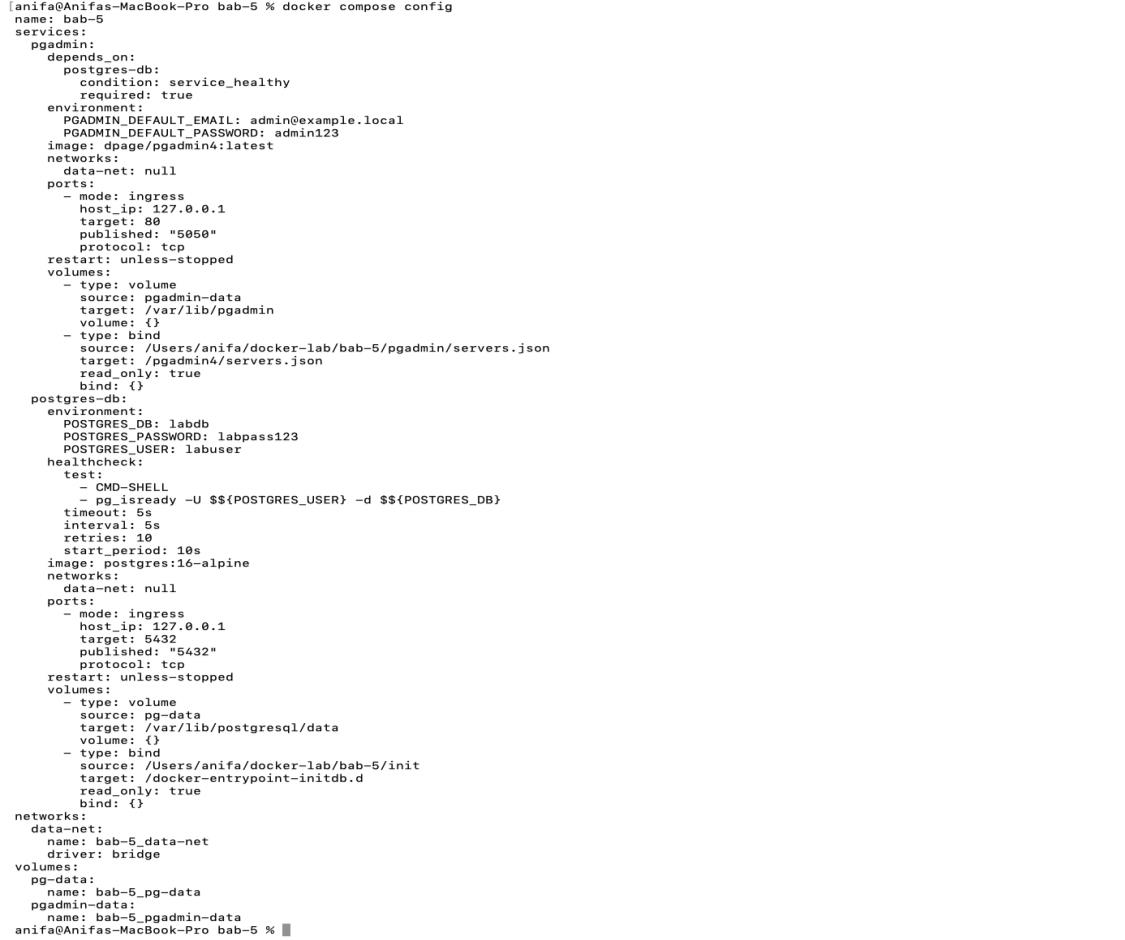 [anifa@Anifas-MacBook-Pro bab-5 % docker compose config
name: bab-5
services:
  pgadmin:
    depends_on:
      postgres-db:
        condition: service_healthy
        required: true
    environment:
      PGADMIN_DEFAULT_EMAIL: admin@example.local
      PGADMIN_DEFAULT_PASSWORD: admin123
    image: dpage/pgadmin4:latest
    networks:
      data-net: null
    ports:
      - mode: ingress
        host_ip: 127.0.0.1
        target: 80
        published: "5050"
        protocol: tcp
    restart: unless-stopped
    volumes:
      - type: volume
        source: pgadmin-data
        target: /var/lib/pgadmin
        volume: {}
      - type: bind
        source: /Users/anifa/docker-lab/bab-5/pgadmin/servers.json
        target: /pgadmin4/servers.json
        read_only: true
        bind: {}
  postgres-db:
    environment:
      POSTGRES_DB: labdb
      POSTGRES_PASSWORD: labpass123
      POSTGRES_USER: labuser
    healthcheck:
      test:
        - CMD-SHELL
        - pg_isready -U $${POSTGRES_USER} -d $${POSTGRES_DB}
      timeout: 5s
      interval: 5s
      retries: 10
      start_period: 10s
    image: postgres:16-alpine
    networks:
      data-net: null
    ports:
      - mode: ingress
        host_ip: 127.0.0.1
        target: 5432
        published: "5432"
        protocol: tcp
    restart: unless-stopped
    volumes:
      - type: volume
        source: pg-data
        target: /var/lib/postgresql/data
        volume: {}
      - type: bind
        source: /Users/anifa/docker-lab/bab-5/init
        target: /docker-entrypoint-initdb.d
        read_only: true
        bind: {}
networks:
  data-net:
    name: bab-5_data-net
    driver: bridge
volumes:
  pg-data:
    name: bab-5_pg-data
  pgadmin-data:
    name: bab-5_pgadmin-data
anifa@Anifas-MacBook-Pro bab-5 %